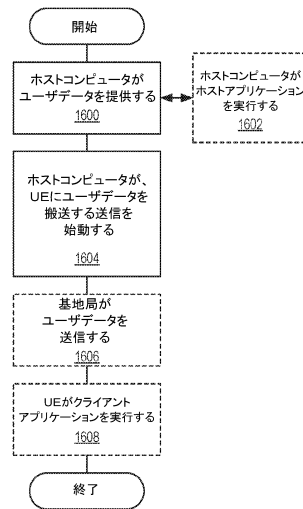 開始
ホストコンピュータが
ユーザデータを提供する
1600
ホストコンピュータが
ホストアプリケーション
を実行する
1602
ホストコンピュータが、
UEにユーザデータを
搬送する送信を
始動する
1604
基地局が
ユーザデータを
送信する
1606
UEがクライアント
アプリケーションを実行する
1608
終了